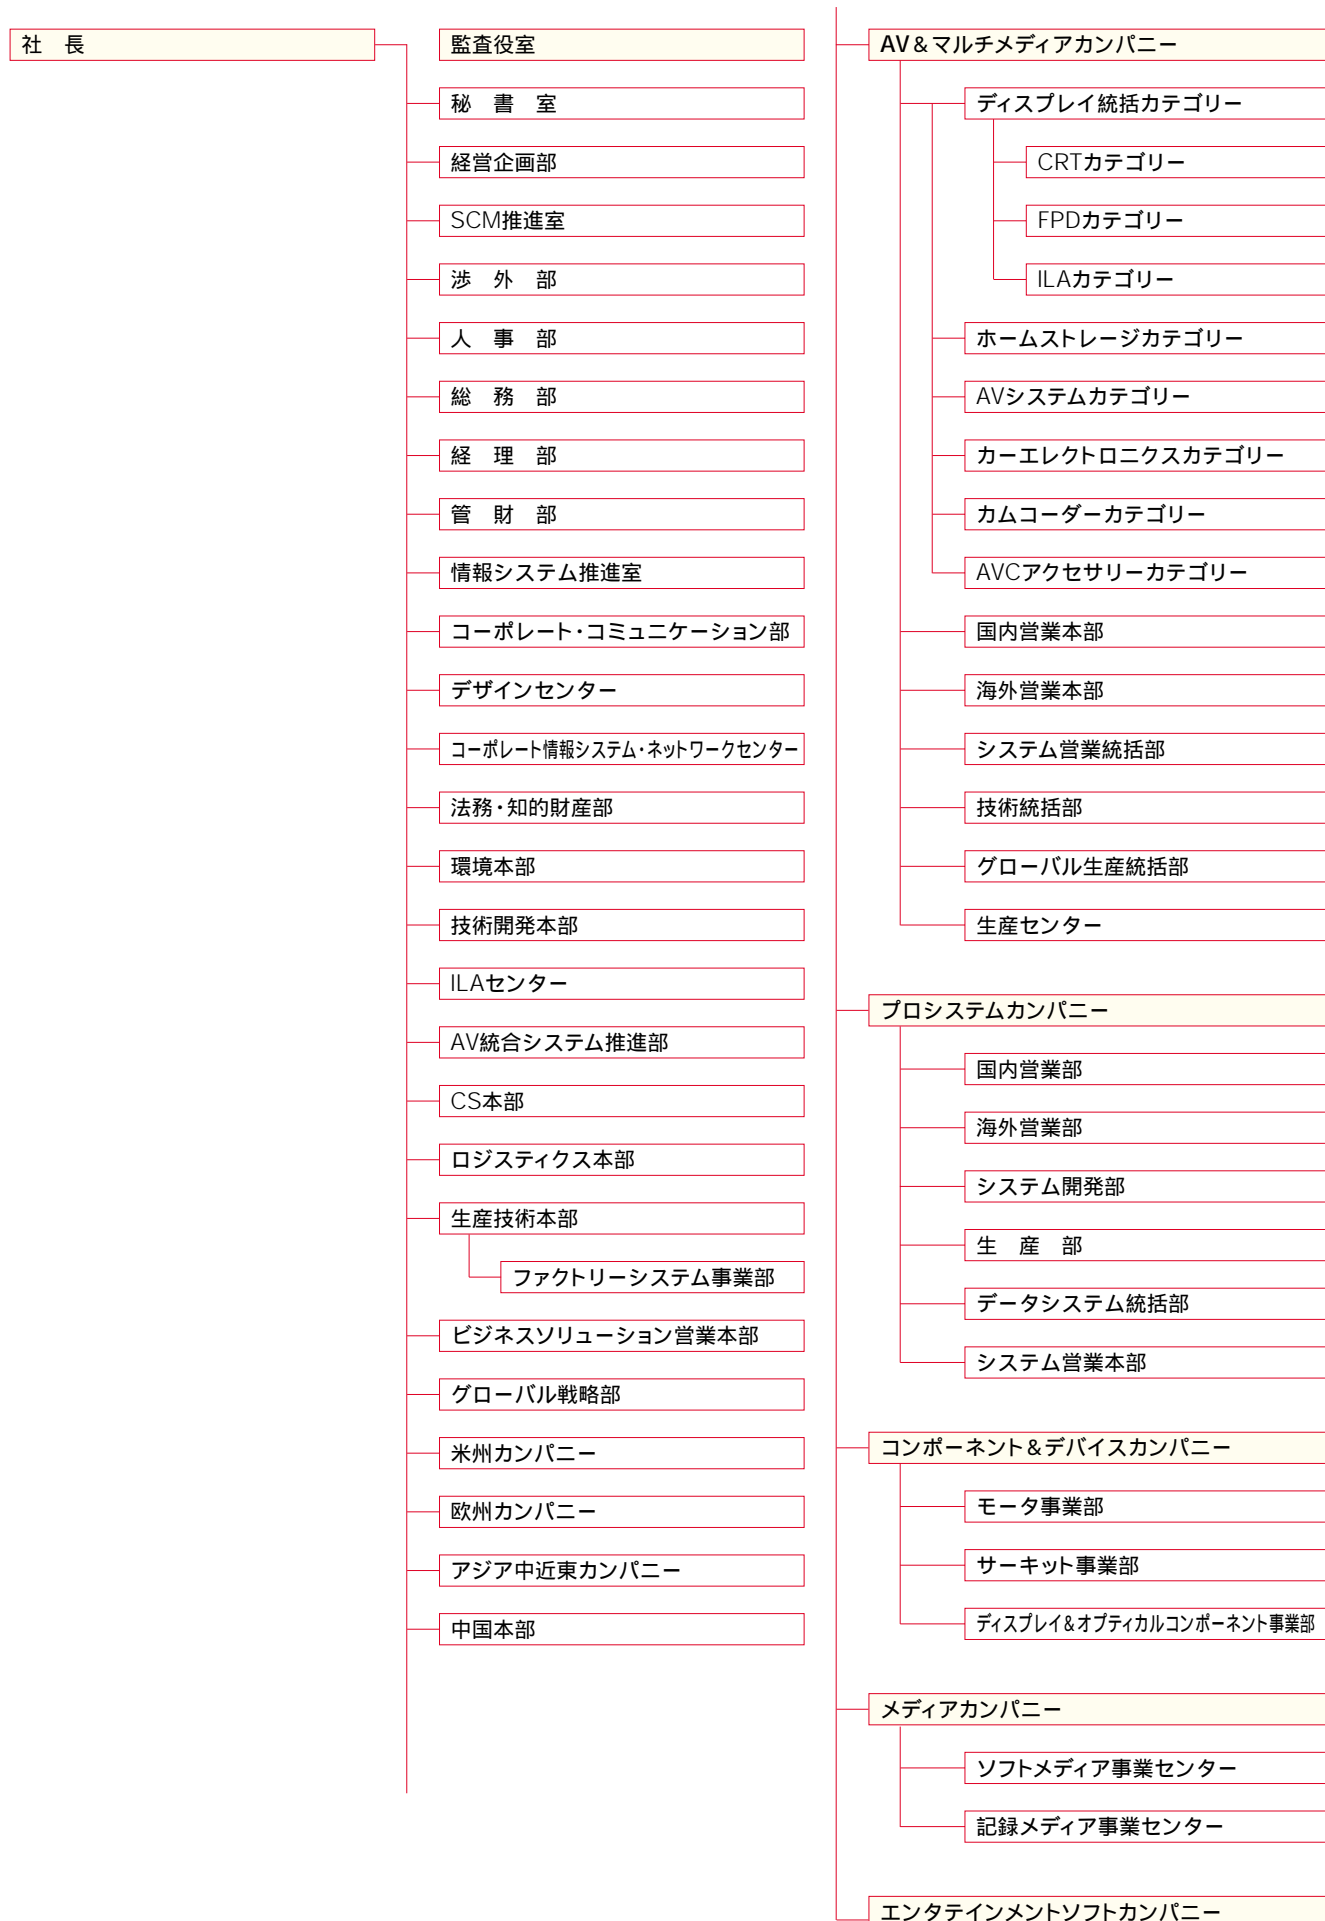 社　長
監査役室
秘　書　室
経営企画部
SCM推進室
渉　外　部
人　事　部
総　務　部
経　理　部
管　財　部
情報システム推進室
コーポレート・コミュニケーション部
デザインセンター
コーポレート情報システム・ネットワークセンター
法務・知的財産部
環境本部
技術開発本部
ILAセンター
AV統合システム推進部
CS本部
ロジスティクス本部
生産技術本部
ファクトリーシステム事業部
ビジネスソリューション営業本部
グローバル戦略部
米州カンパニー
欧州カンパニー
アジア中近東カンパニー
中国本部
AV＆マルチメディアカンパニー
ディスプレイ統括カテゴリー
CRTカテゴリー
FPDカテゴリー
ILAカテゴリー
ホームストレージカテゴリー
AVシステムカテゴリー
カーエレクトロニクスカテゴリー
カムコーダーカテゴリー
AVCアクセサリーカテゴリー
国内営業本部
海外営業本部
システム営業統括部
技術統括部
グローバル生産統括部
生産センター
プロシステムカンパニー
国内営業部
海外営業部
システム開発部
生　産　部
データシステム統括部
システム営業本部
コンポーネント＆デバイスカンパニー
モータ事業部
サーキット事業部
ディスプレイ＆オプティカルコンポーネント事業部
メディアカンパニー
ソフトメディア事業センター
記録メディア事業センター
エンタテインメントソフトカンパニー